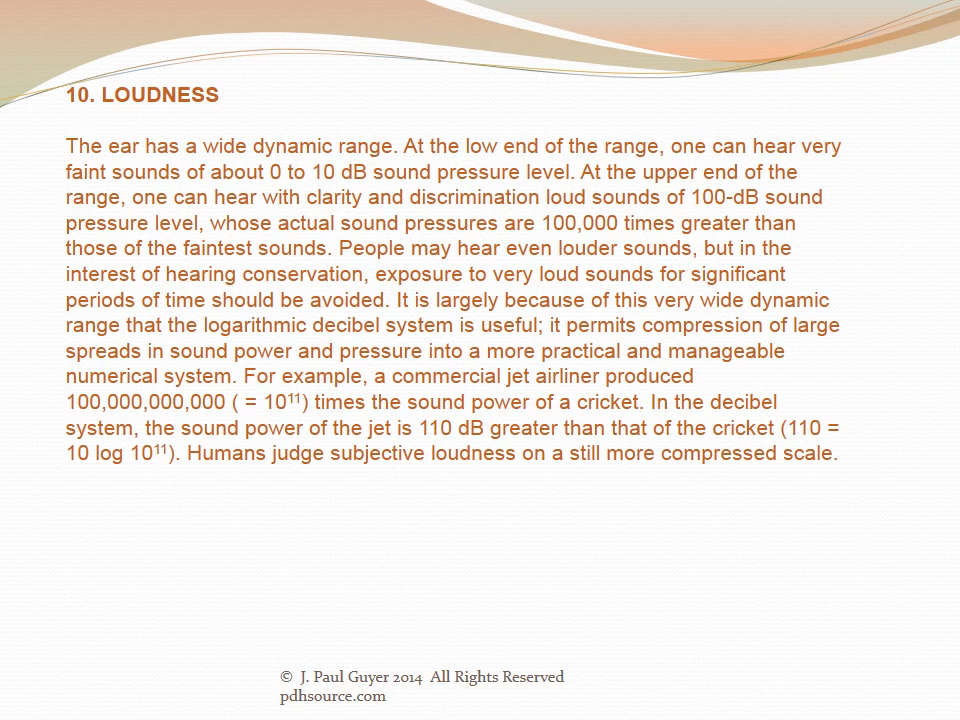 10. LOUDNESS
The ear has a wide dynamic range. At the low end of the range, one can hear very
faint sounds of about 0 to 10 dB sound pressure level. At the upper end of the
range, one can hear with clarity and discrimination loud sounds of 100-dB sound
pressure level, whose actual sound pressures are 100,000 times greater than
those of the faintest sounds. People may hear even louder sounds, but in the
interest of hearing conservation, exposure to very loud sounds for significant
periods of time should be avoided. It is largely because of this very wide dynamic
range that the logarithmic decibel system is useful; it permits compression of large
spreads in sound power and pressure into a more practical and manageable
numerical system. For example, a commercial jet airliner produced
100,000,000,000 ( = 10¹¹) times the sound power of a cricket. In the decibel
system, the sound power of the jet is 110 dB greater than that of the cricket (110 =
10 log 10¹¹). Humans judge subjective loudness on a still more compressed scale.
© J. Paul Guyer 2014 All Rights Reserved
pdhsource.com